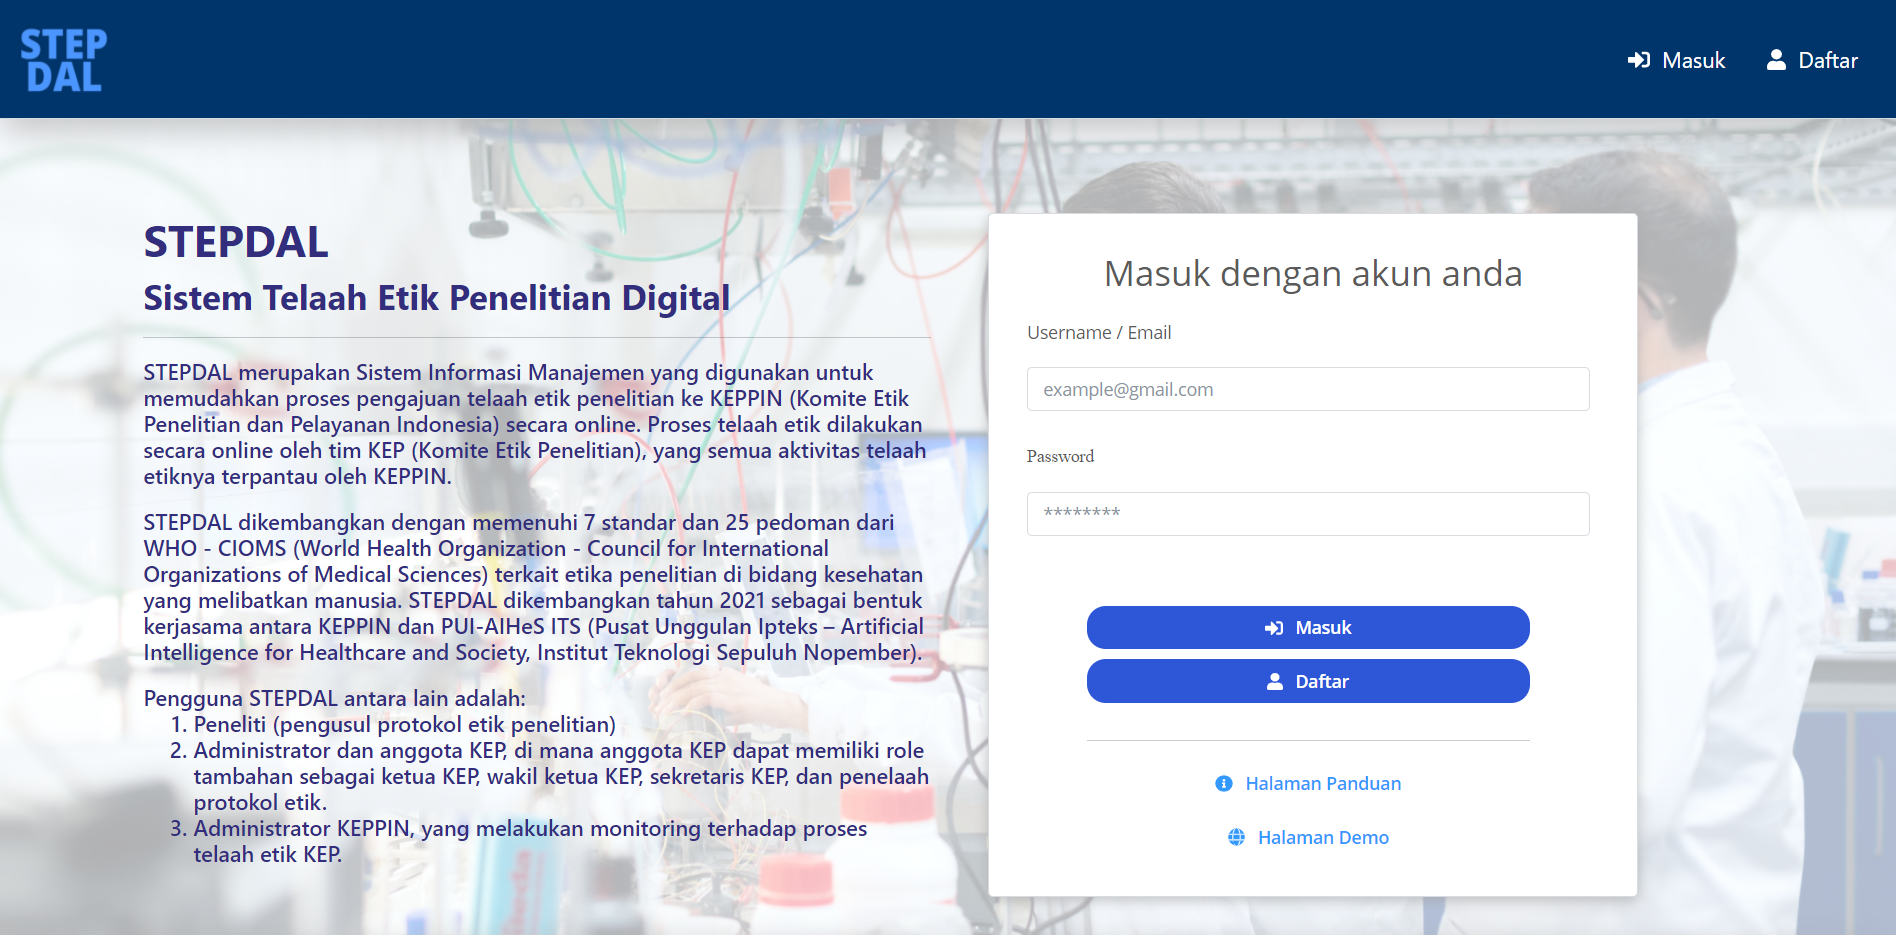 STEP
DAL
Masuk
Daftar
STEPDAL
Sistem Telaah Etik Penelitian Digital
STEPDAL merupakan Sistem Informasi Manajemen yang digunakan untuk
memudahkan proses pengajuan telaah etik penelitian ke KEPPIN (Komite Etik
Penelitian dan Pelayanan Indonesia) secara online. Proses telaah etik dilakukan
secara online oleh tim KEP (Komite Etik Penelitian), yang semua aktivitas telaah
etiknya terpantau oleh KEPPIN.
STEPDAL dikembangkan dengan memenuhi 7 standar dan 25 pedoman dari
WHO - CIOMS (World Health Organization - Council for International
Organizations of Medical Sciences) terkait etika penelitian di bidang kesehatan
yang melibatkan manusia. STEPDAL dikembangkan tahun 2021 sebagai bentuk
kerjasama antara KEPPIN dan PUI-AIHeS ITS (Pusat Unggulan Ipteks – Artificial
Intelligence for Healthcare and Society, Institut Teknologi Sepuluh Nopember).
Pengguna STEPDAL antara lain adalah:
1. Peneliti (pengusul protokol etik penelitian)
2. Administrator dan anggota KEP, di mana anggota KEP dapat memiliki role
tambahan sebagai ketua KEP, wakil ketua KEP, sekretaris KEP, dan penelaah
protokol etik.
3. Administrator KEPPIN, yang melakukan monitoring terhadap proses
telaah etik KEP.
Masuk dengan akun anda
Username / Email
example@gmail.com
Password
********
Masuk
Daftar
Halaman Panduan
Halaman Demo